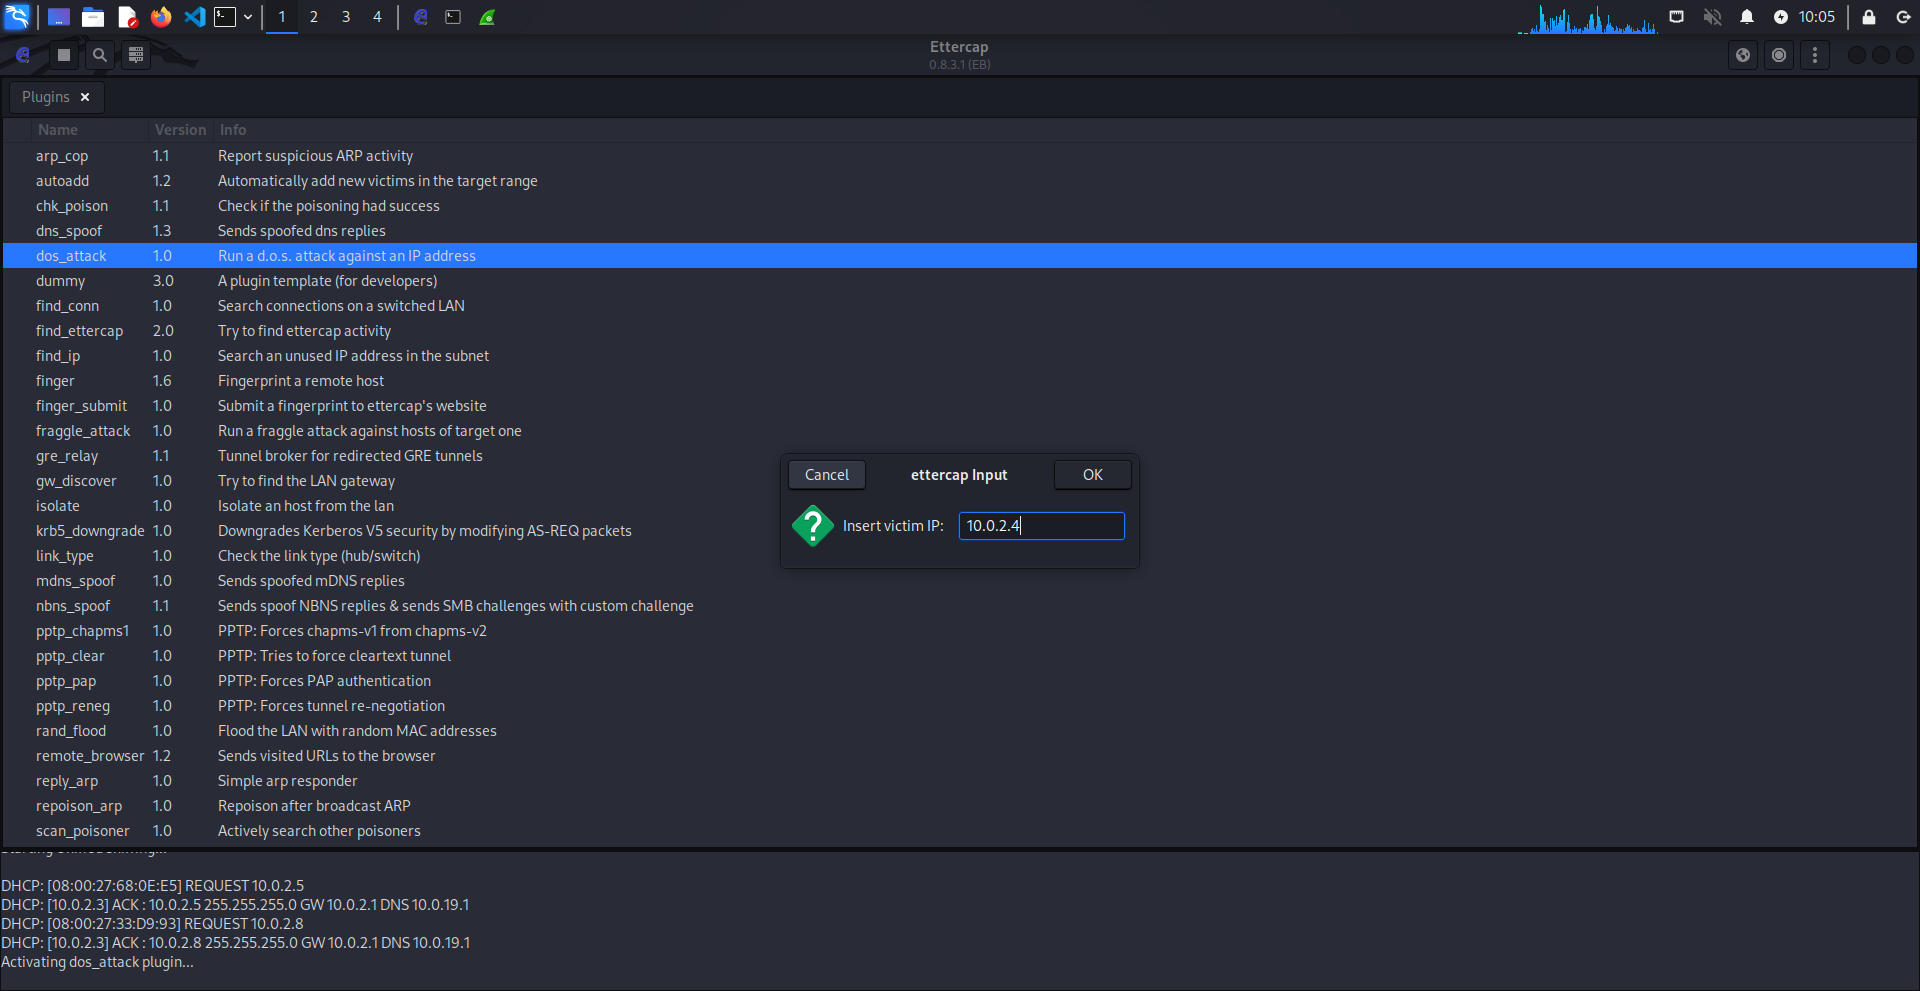 1 2 3 4 10:05
Ettercap
0.8.3.1 (EB)
Plugins ×
Name Version Info
arp_cop 1.1 Report suspicious ARP activity
autoadd 1.2 Automatically add new victims in the target range
chk_poison 1.1 Check if the poisoning had success
dns_spoof 1.3 Sends spoofed dns replies
dos_attack 1.0 Run a d.o.s. attack against an IP address
dummy 3.0 A plugin template (for developers)
find_conn 1.0 Search connections on a switched LAN
find_ettercap 2.0 Try to find ettercap activity
find_ip 1.0 Search an unused IP address in the subnet
finger 1.6 Fingerprint a remote host
finger_submit 1.0 Submit a fingerprint to ettercap's website
fraggle_attack 1.0 Run a fraggle attack against hosts of target one
gre_relay 1.1 Tunnel broker for redirected GRE tunnels
gw_discover 1.0 Try to find the LAN gateway
isolate 1.0 Isolate an host from the lan
krb5_downgrade 1.0 Downgrades Kerberos V5 security by modifying AS-REQ packets
link_type 1.0 Check the link type (hub/switch)
mdns_spoof 1.0 Sends spoofed mDNS replies
nbns_spoof 1.1 Sends spoof NBNS replies & sends SMB challenges with custom challenge
pptp_chapms1 1.0 PPTP: Forces chapms-v1 from chapms-v2
pptp_clear 1.0 PPTP: Tries to force cleartext tunnel
pptp_pap 1.0 PPTP: Forces PAP authentication
pptp_reneg 1.0 PPTP: Forces tunnel re-negotiation
rand_flood 1.0 Flood the LAN with random MAC addresses
remote_browser 1.2 Sends visited URLs to the browser
reply_arp 1.0 Simple arp responder
repoison_arp 1.0 Repoison after broadcast ARP
scan_poisoner 1.0 Actively search other poisoners
Cancel ettercap Input OK
Insert victim IP: 10.0.2.4
DHCP: [08:00:27:68:0E:E5] REQUEST 10.0.2.5
DHCP: [10.0.2.3] ACK : 10.0.2.5 255.255.255.0 GW 10.0.2.1 DNS 10.0.19.1
DHCP: [08:00:27:33:D9:93] REQUEST 10.0.2.8
DHCP: [10.0.2.3] ACK : 10.0.2.8 255.255.255.0 GW 10.0.2.1 DNS 10.0.19.1
Activating dos_attack plugin...